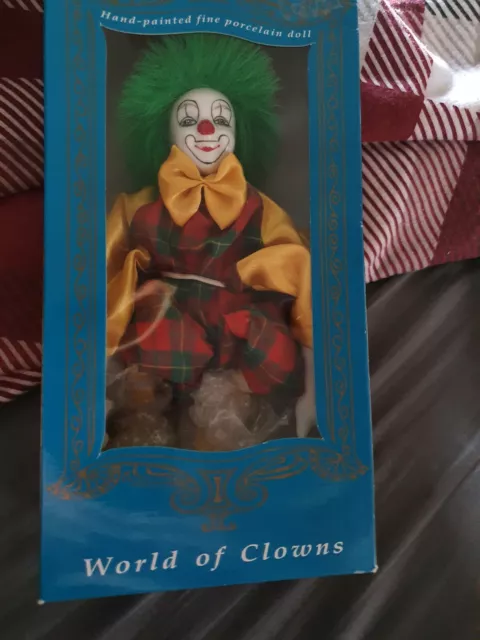 Hand-painted fine porcelain doll
I
World of Clowns